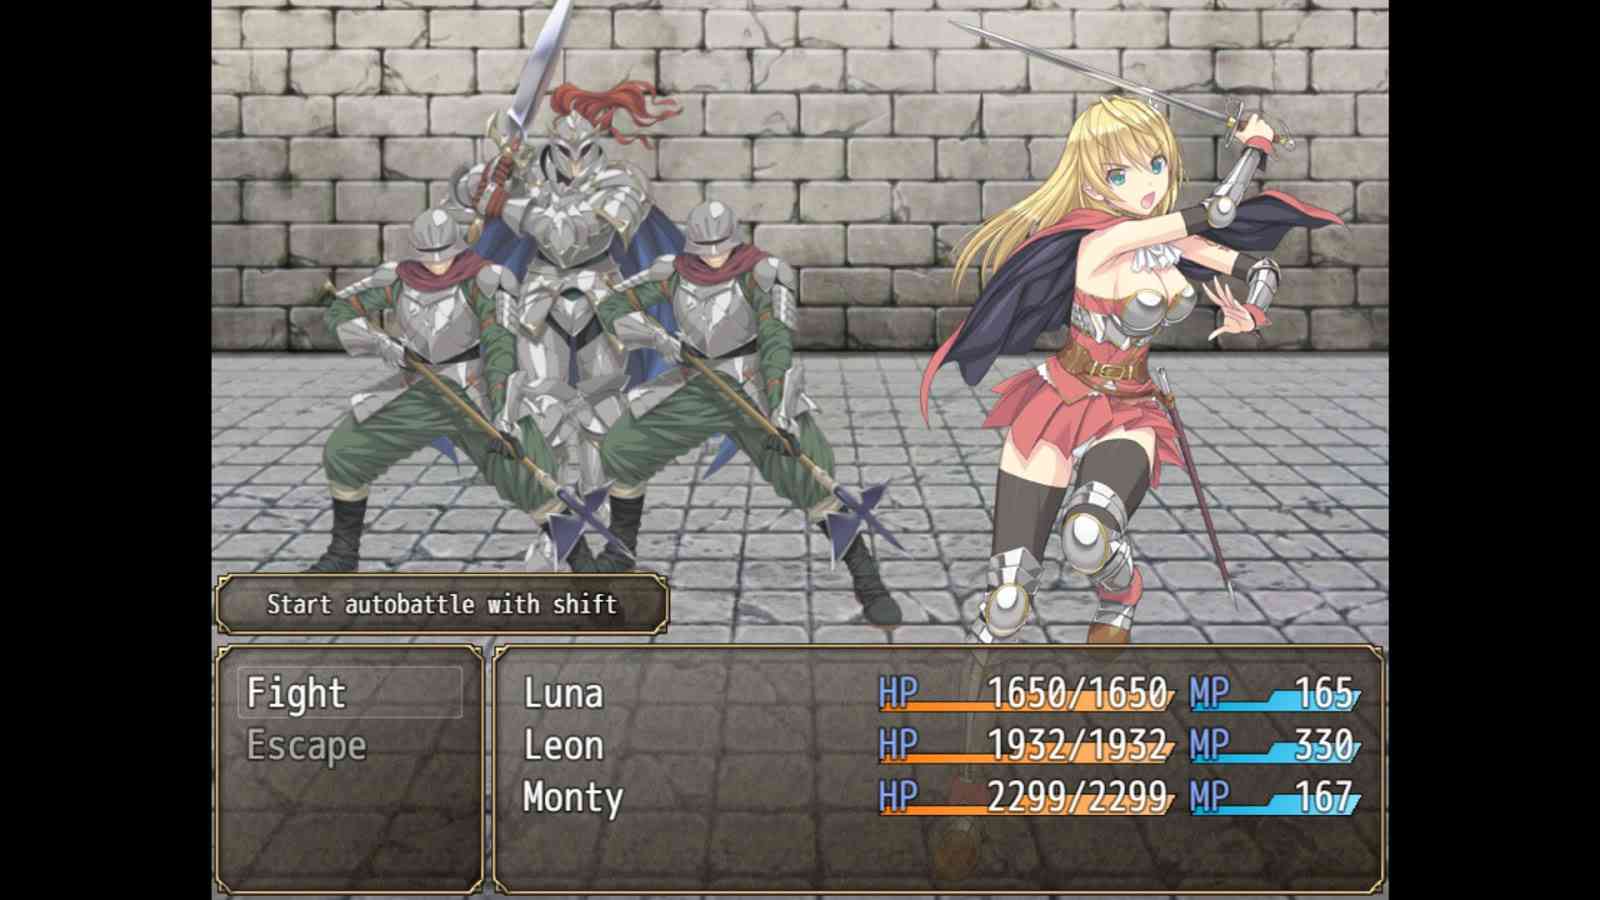 Start autobattle with shift
Fight
Escape
Luna HP 1650/1650 MP 165
Leon HP 1932/1932 MP 330
Monty HP 2299/2299 MP 167